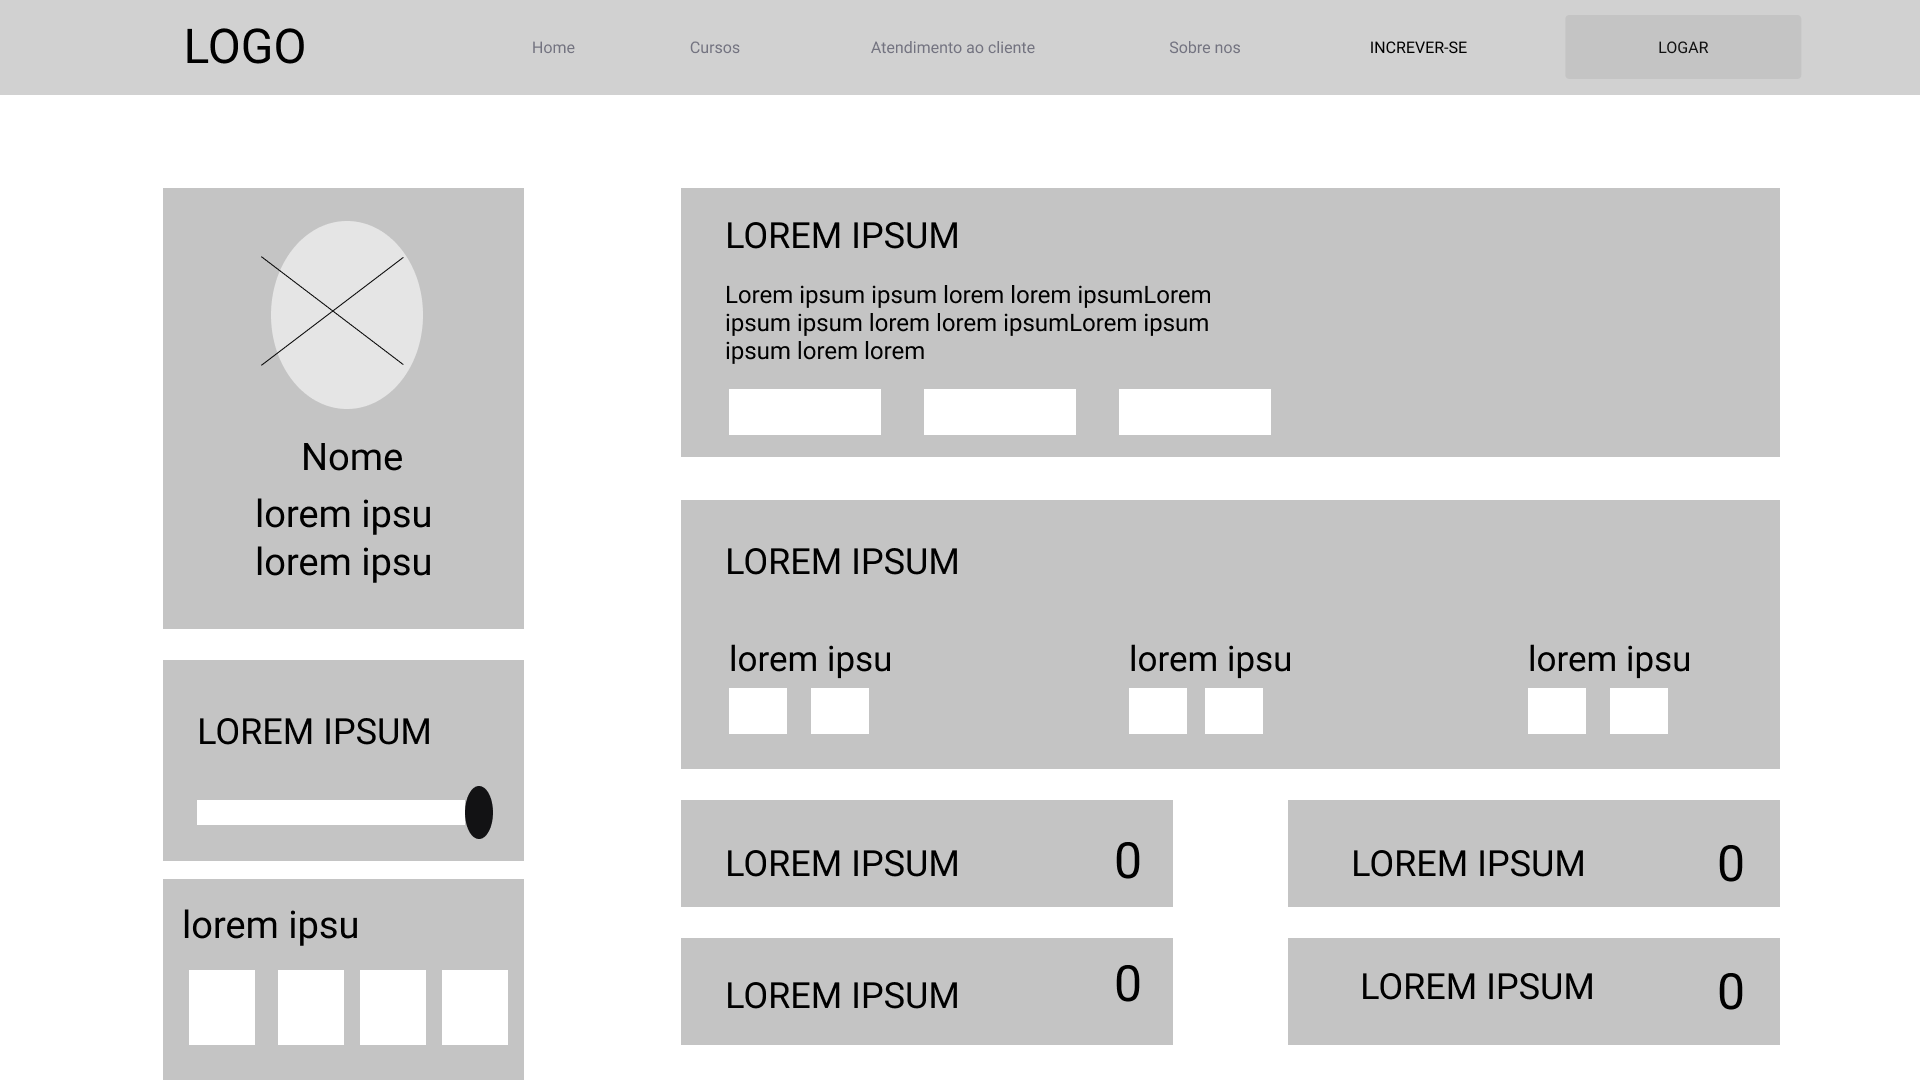 LOGO
Home
Cursos
Atendimento ao cliente
Sobre nos
INCREVER-SE
LOGAR
Nome
lorem ipsu
lorem ipsu
LOREM IPSUM
lorem ipsu
LOREM IPSUM
Lorem ipsum ipsum lorem lorem ipsumLorem
ipsum ipsum lorem lorem ipsumLorem ipsum
ipsum lorem lorem
LOREM IPSUM
lorem ipsu
lorem ipsu
lorem ipsu
LOREM IPSUM
0
LOREM IPSUM
0
LOREM IPSUM
0
LOREM IPSUM
0